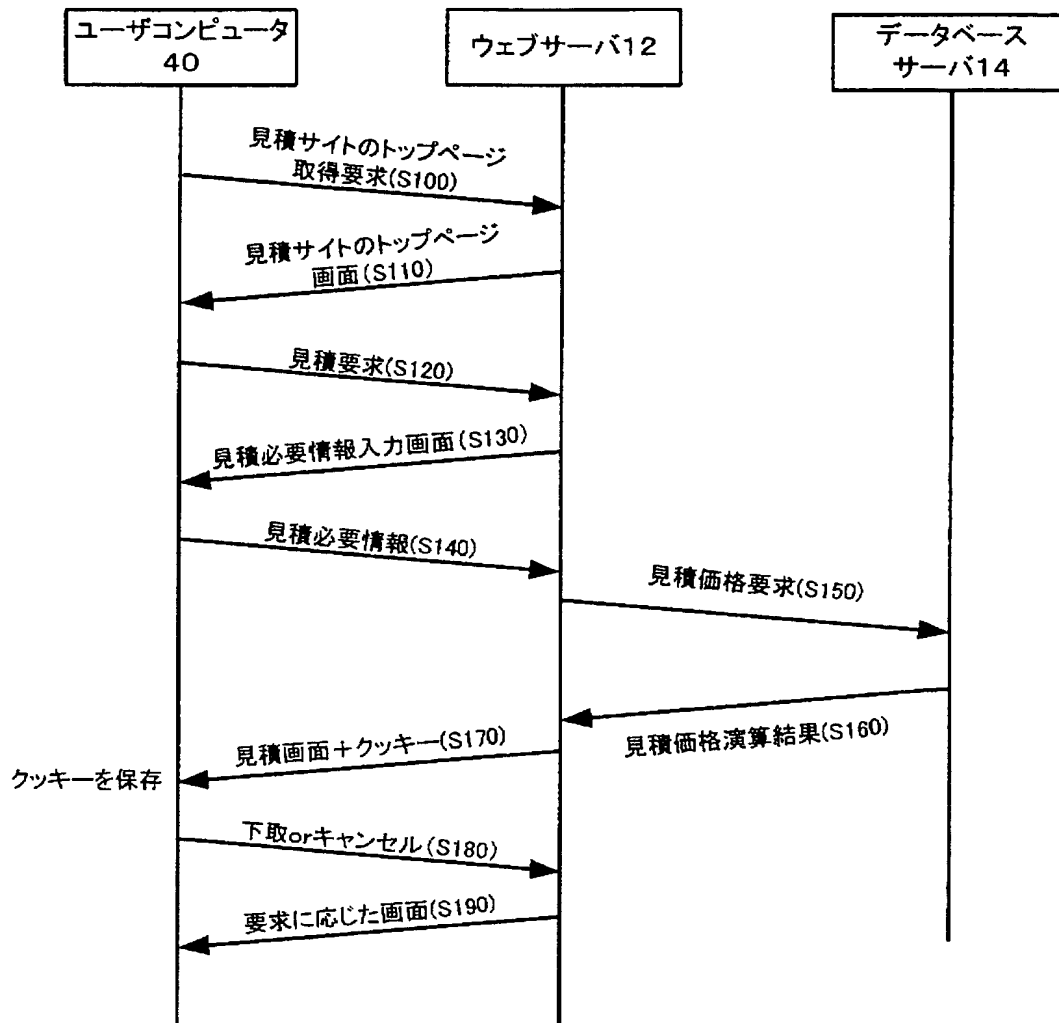 ユーザコンピュータ
40
ウェブサーバ12
データベース
サーバ14
見積サイトのトップページ
取得要求(S100)
見積サイトのトップページ
画面(S110)
見積要求(S120)
見積必要情報入力画面(S130)
見積必要情報(S140)
見積価格要求(S150)
見積価格演算結果(S160)
見積画面+クッキー(S170)
クッキーを保存
下取orキャンセル(S180)
要求に応じた画面(S190)